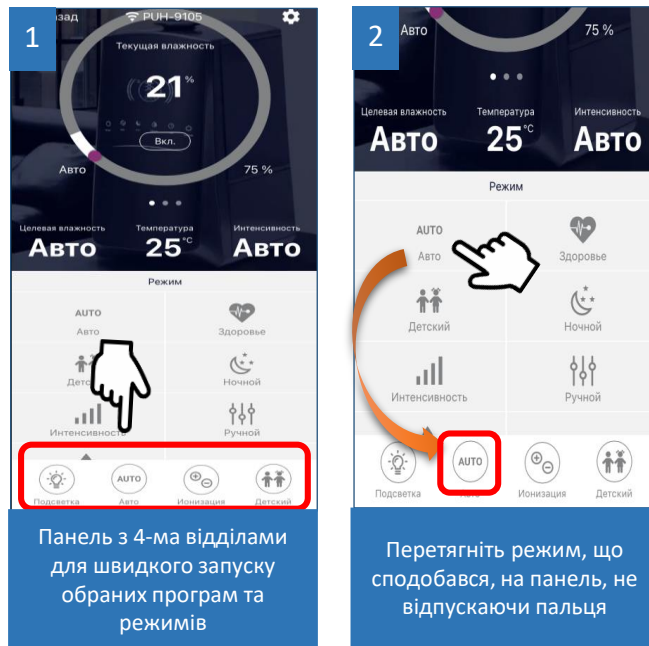 1
зад PUH-9105
Текущая влажность
21%
Вкл.
Авто 75 %
Целевая влажность Температура Интенсивность
Авто 25°C Авто
Режим
AUTO
Авто Здоровье
Ночной
Интенсивность Ручной
AUTO
Подсветка Авто Ионизация Детский
Панель з 4-ма відділами
для швидкого запуску
обраних програм та
режимів
2
Авто 75 %
Целевая влажность Температура Интенсивность
Авто 25°C Авто
Режим
AUTO
Авто Здоровье
Детский Ночной
Интенсивность Ручной
AUTO
Подсветка Авто Ионизация Детский
Перетягніть режим, що
сподобався, на панель, не
відпускаючи пальця